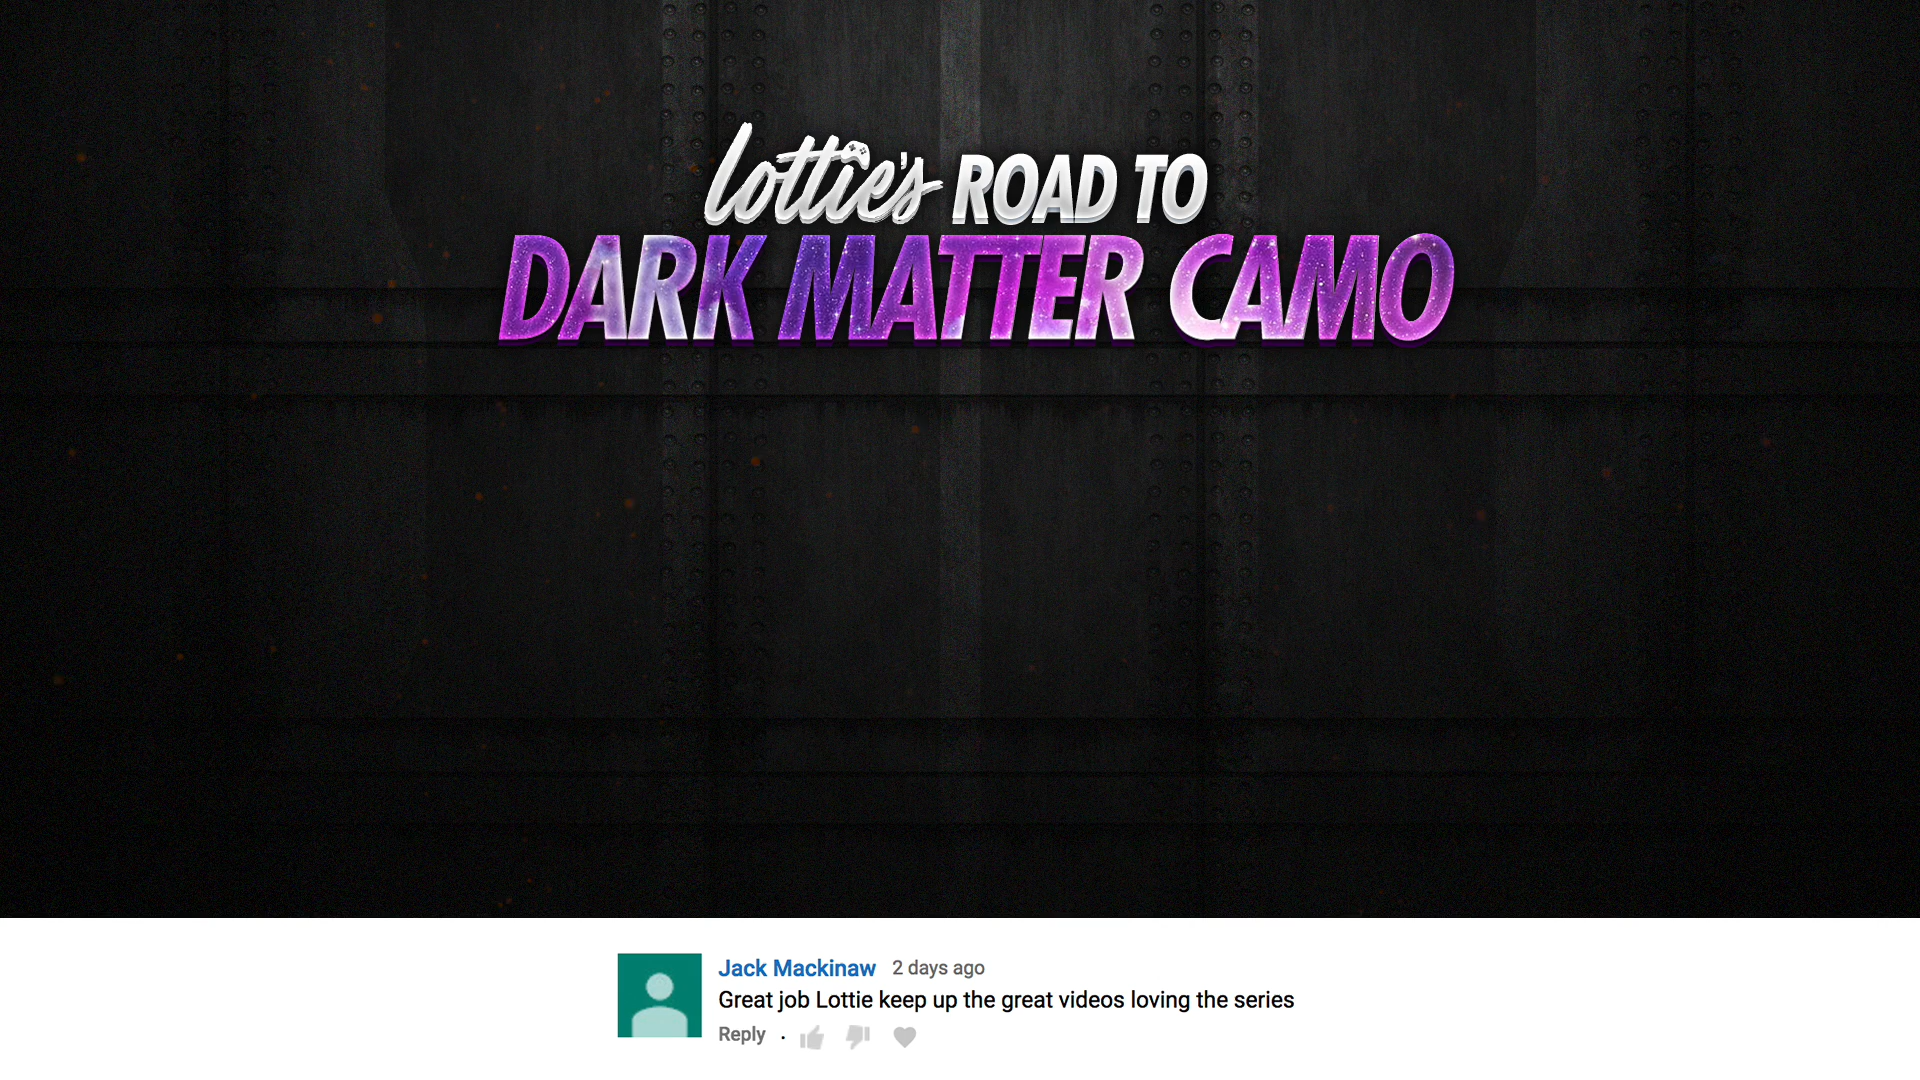 lottie's ROAD TO
DARK MATTER CAMO
Jack Mackinaw 2 days ago
Great job Lottie keep up the great videos loving the series
Reply .